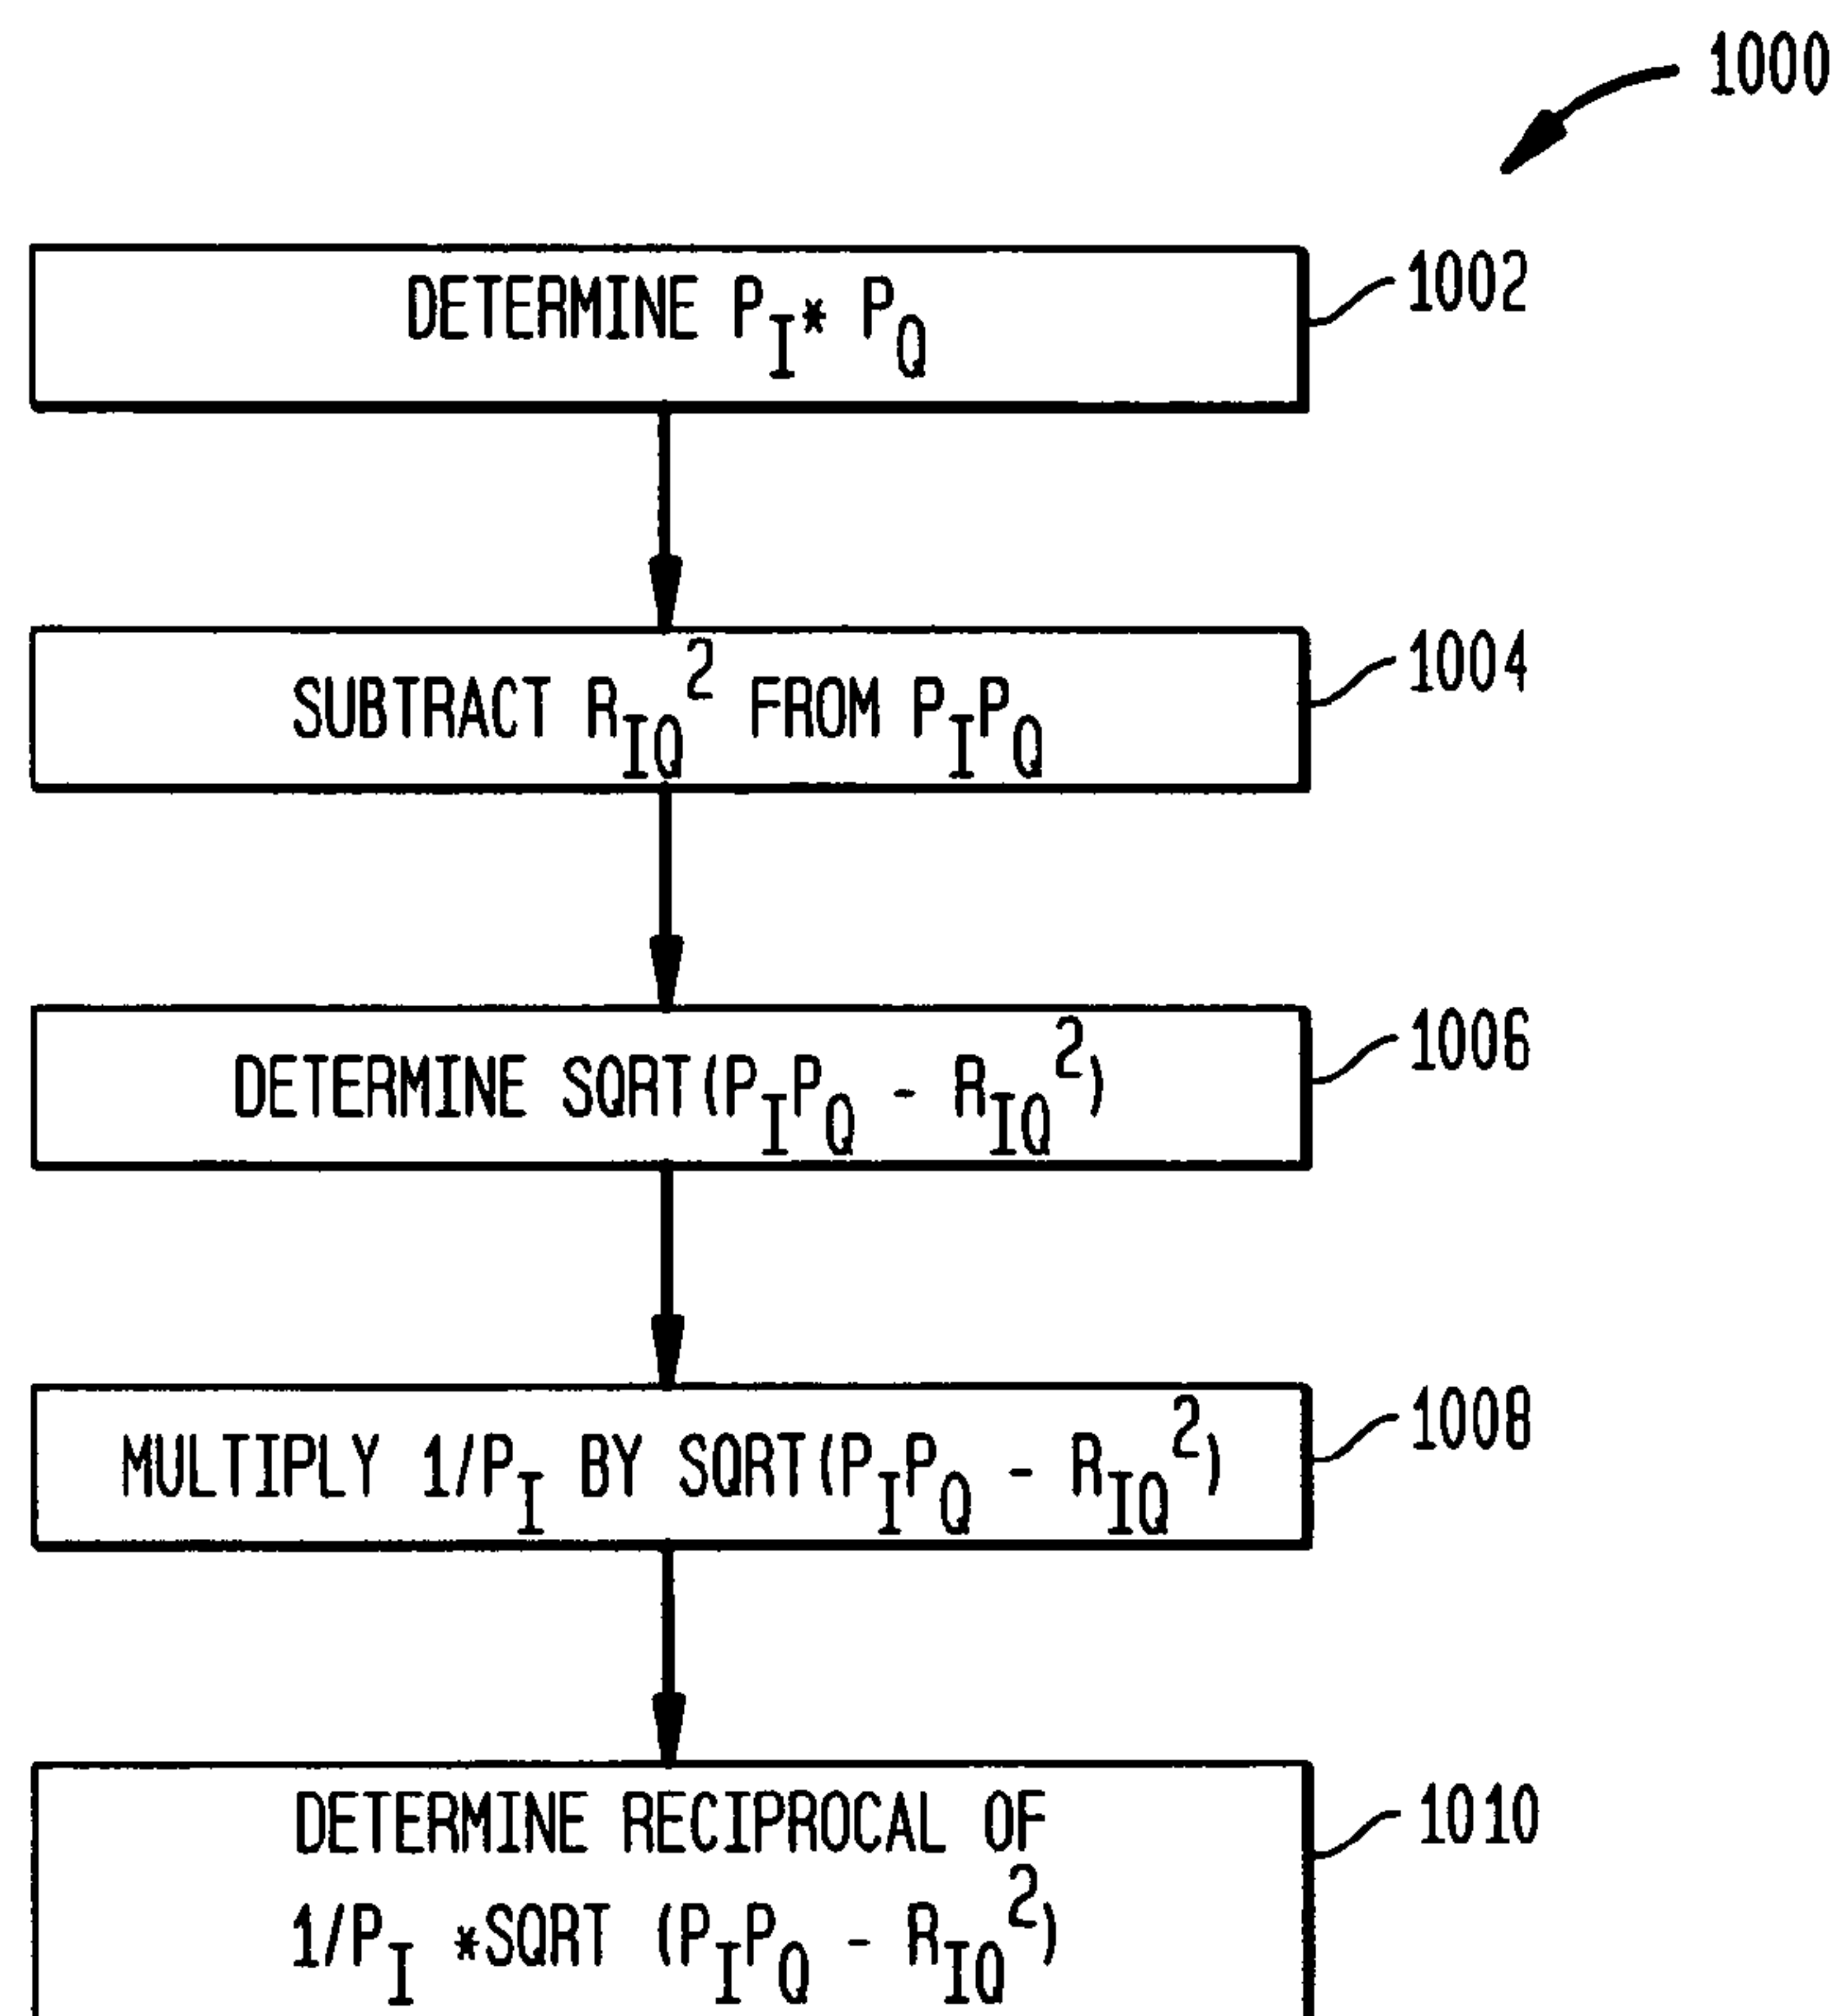 1000
DETERMINE P_I* P_Q
1002
SUBTRACT R_IQ^2 FROM P_IP_Q
1004
DETERMINE SQRT(P_IP_Q - R_IQ^2)
1006
MULTIPLY 1/P_I BY SQRT(P_IP_Q - R_IQ^2)
1008
DETERMINE RECIPROCAL OF
1/P_I *SQRT (P_IP_Q - R_IQ^2)
1010